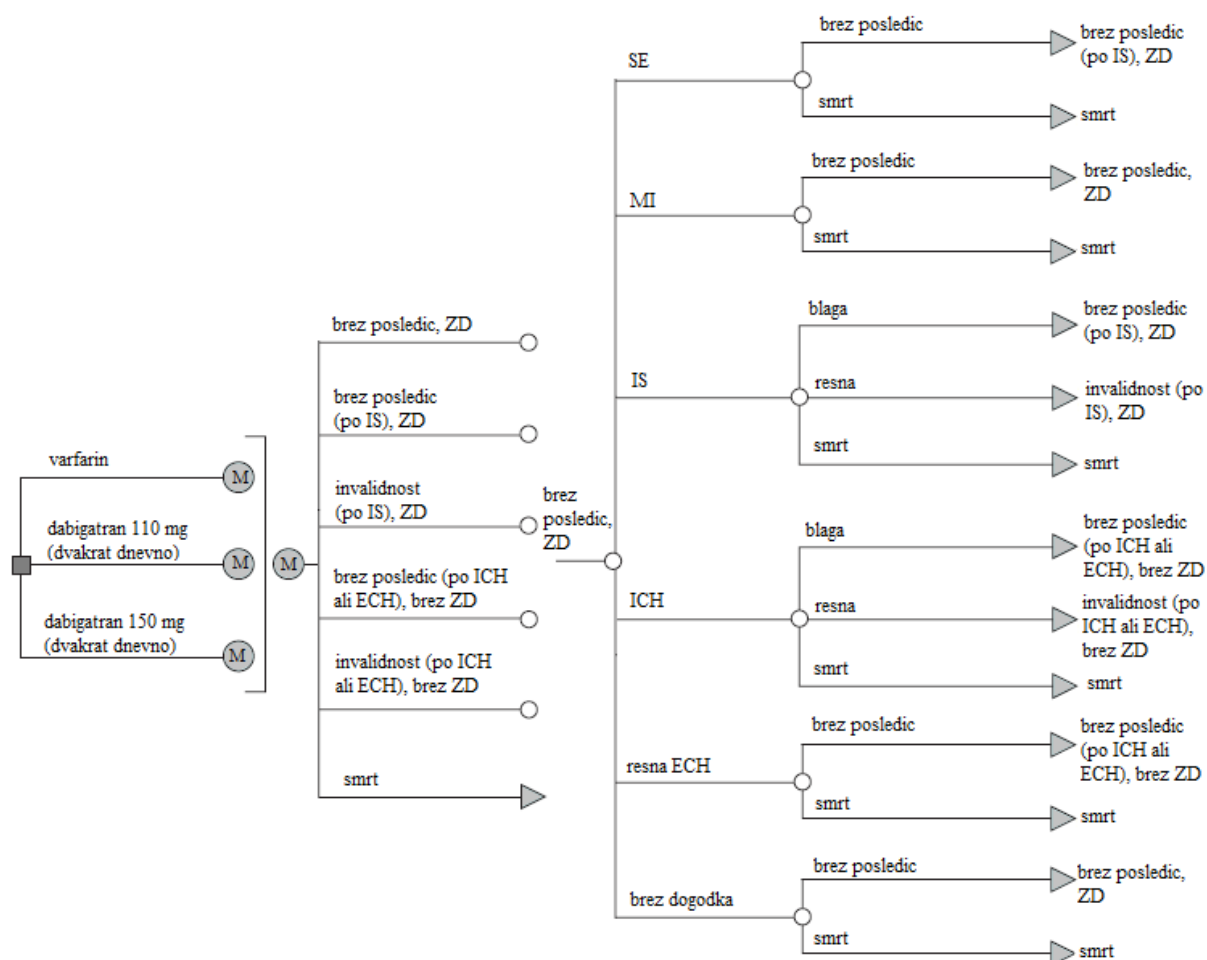 varfarin
M
dabigatran 110 mg
(dvakrat dnevno)
M
dabigatran 150 mg
(dvakrat dnevno)
M
M
brez posledic, ZD
brez posledic
(po IS), ZD
invalidnost
(po IS), ZD
brez posledic (po ICH
ali ECH), brez ZD
invalidnost (po ICH
ali ECH), brez ZD
smrt
brez
posledic,
ZD
SE
brez posledic
brez posledic
(po IS), ZD
smrt
smrt
MI
brez posledic
brez posledic,
ZD
smrt
smrt
IS
blaga
brez posledic
(po IS), ZD
resna
invalidnost (po
IS), ZD
smrt
smrt
ICH
blaga
brez posledic
(po ICH ali
ECH), brez ZD
resna
invalidnost (po
ICH ali ECH),
brez ZD
smrt
smrt
resna ECH
brez posledic
brez posledic
(po ICH ali
ECH), brez ZD
smrt
smrt
brez dogodka
brez posledic
brez posledic,
ZD
smrt
smrt